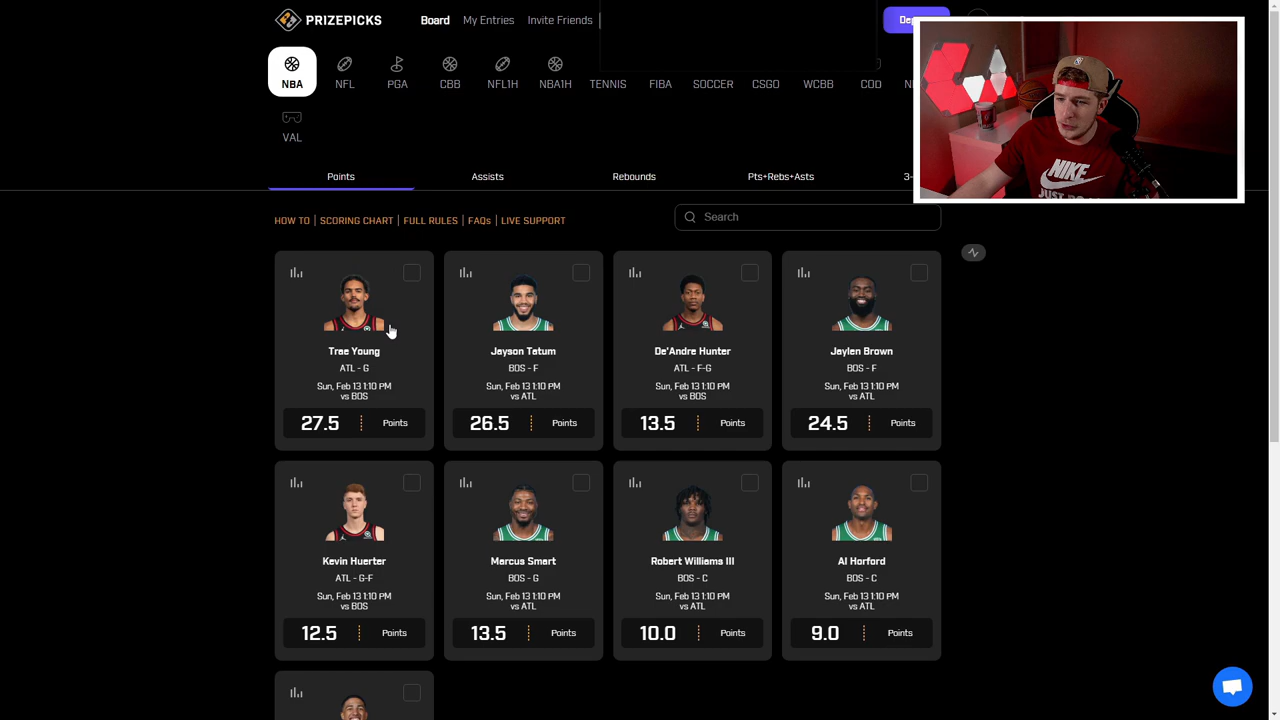 PRIZEPICKS
Board
My Entries
Invite Friends
NBA
NFL
PGA
CBB
NFL1H
NBA1H
TENNIS
FIBA
SOCCER
CSGO
WCBB
COD
VAL
Points
Assists
Rebounds
Pts+Rebs+Asts
HOW TO | SCORING CHART | FULL RULES | FAQs | LIVE SUPPORT
Search
NIKE
JUST DO
Trae Young
ATL - G
Sun, Feb 13 1:10 PM
vs BOS
27.5 Points
Jayson Tatum
BOS - F
Sun, Feb 13 1:10 PM
vs ATL
26.5 Points
De'Andre Hunter
ATL - F-G
Sun, Feb 13 1:10 PM
vs BOS
13.5 Points
Jaylen Brown
BOS - F
Sun, Feb 13 1:10 PM
vs ATL
24.5 Points
Kevin Huerter
ATL - G-F
Sun, Feb 13 1:10 PM
vs BOS
12.5 Points
Marcus Smart
BOS - G
Sun, Feb 13 1:10 PM
vs ATL
13.5 Points
Robert Williams III
BOS - C
Sun, Feb 13 1:10 PM
vs ATL
10.0 Points
Al Horford
BOS - C
Sun, Feb 13 1:10 PM
vs ATL
9.0 Points